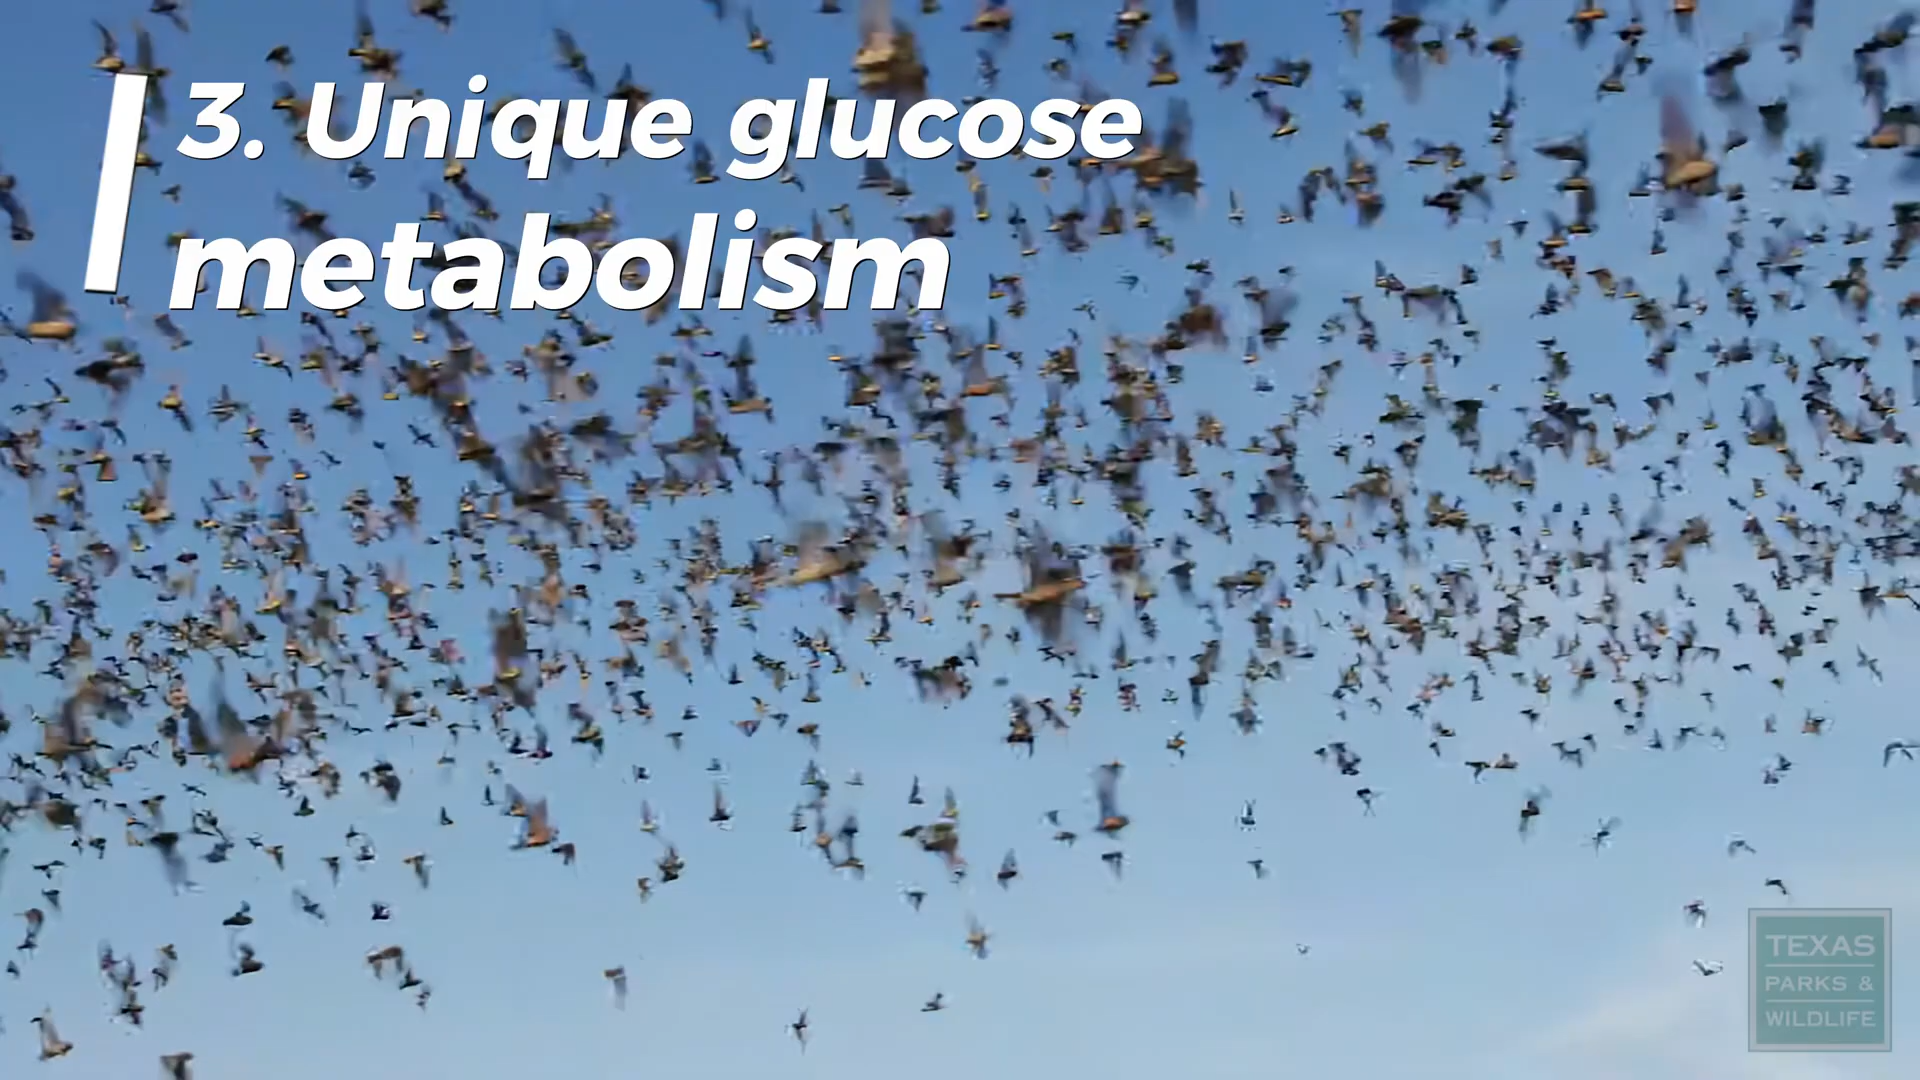 3. Unique glucose
metabolism
TEXAS
PARKS &
WILDLIFE